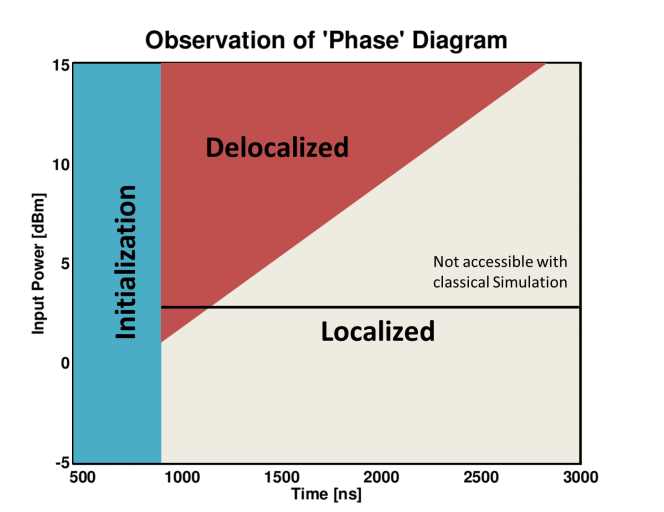 Observation of 'Phase' Diagram
15
10
5
0
-5
Input Power [dBm]
Initialization
Delocalized
Not accessible with
classical Simulation
Localized
500 1000 1500 2000 2500 3000
Time [ns]